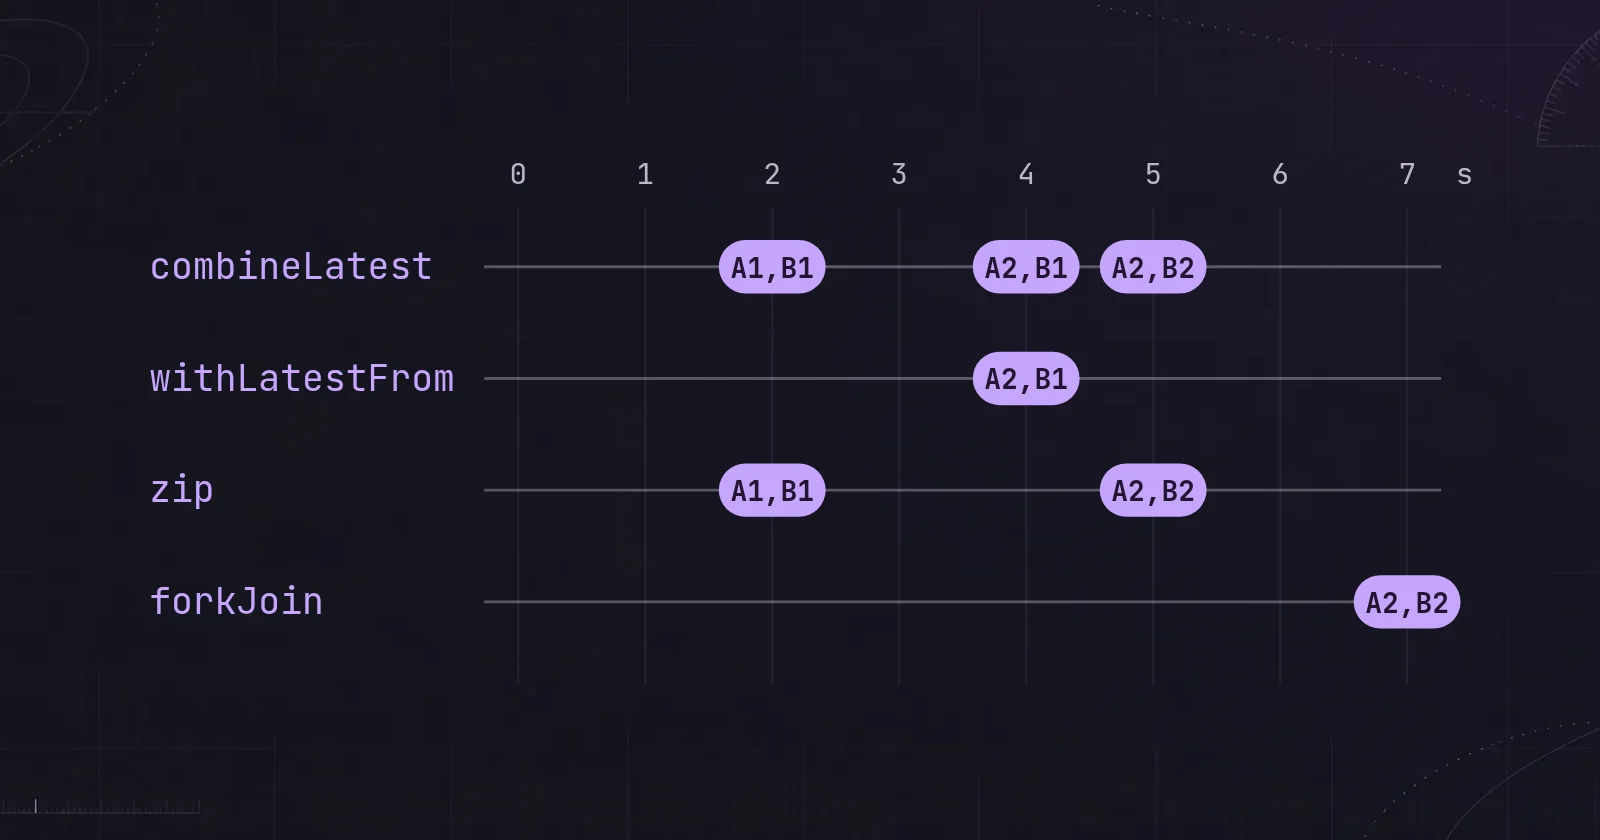 0 1 2 3 4 5 6 7 s
combineLatest A1,B1 A2,B1 A2,B2
withLatestFrom A2,B1
zip A1,B1 A2,B2
forkJoin A2,B2